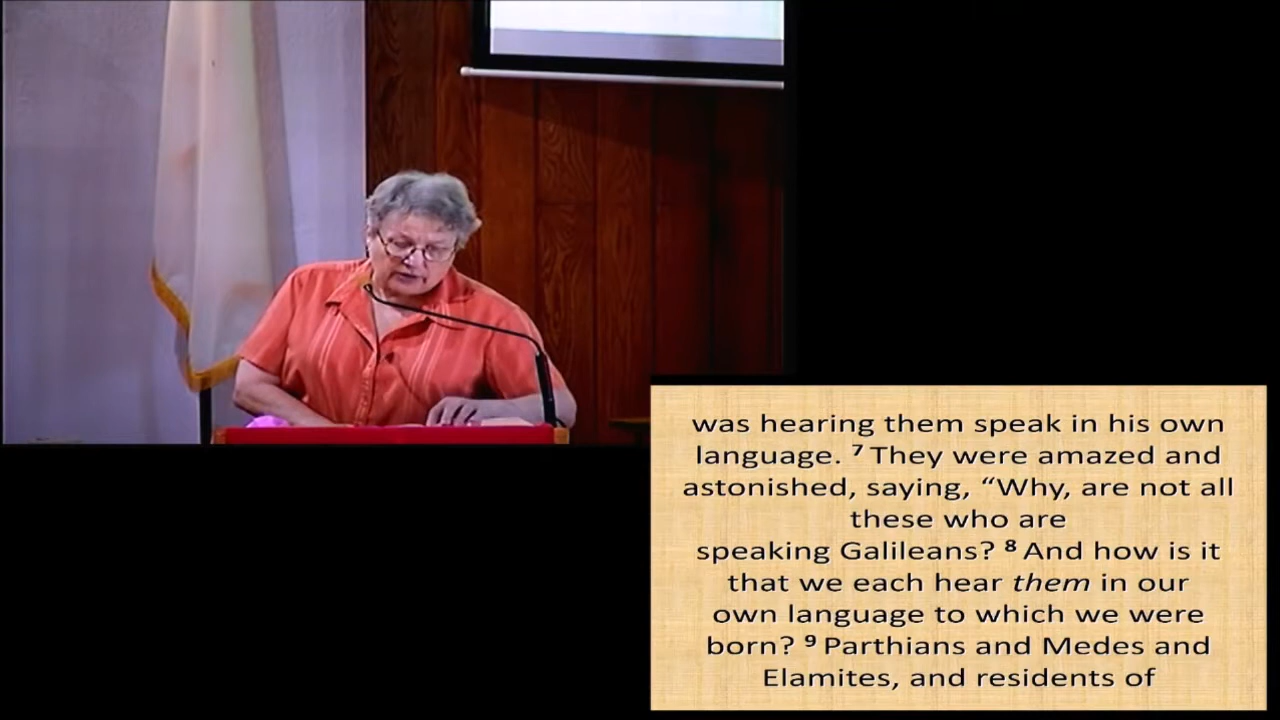 was hearing them speak in his own
language. ⁷ They were amazed and
astonished, saying, “Why, are not all
these who are
speaking Galileans? ⁸ And how is it
that we each hear them in our
own language to which we were
born? ⁹ Parthians and Medes and
Elamites, and residents of